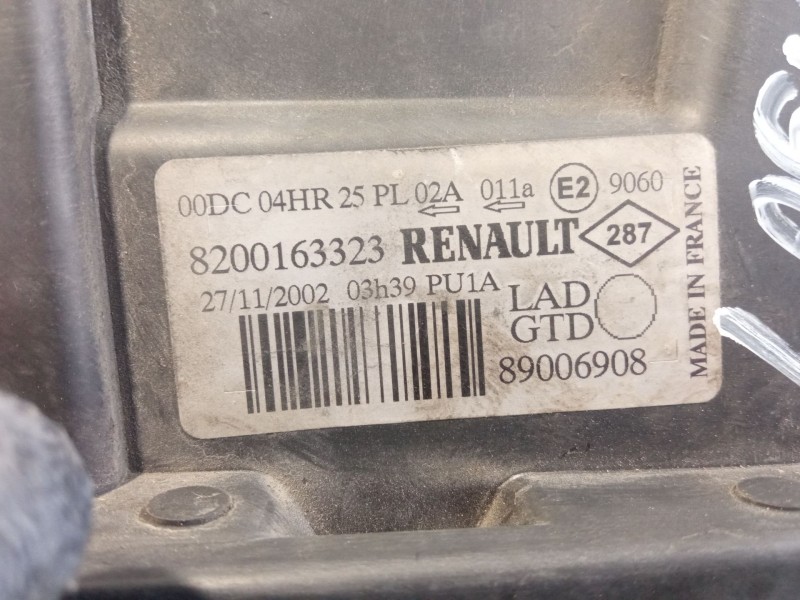 00DC 04HR 25 PL 02A 011a E2 9060
8200163323 RENAULT 287
27/11/2002 03h39 PU1A
LAD
GTD
89006908
MADE IN FRANCE